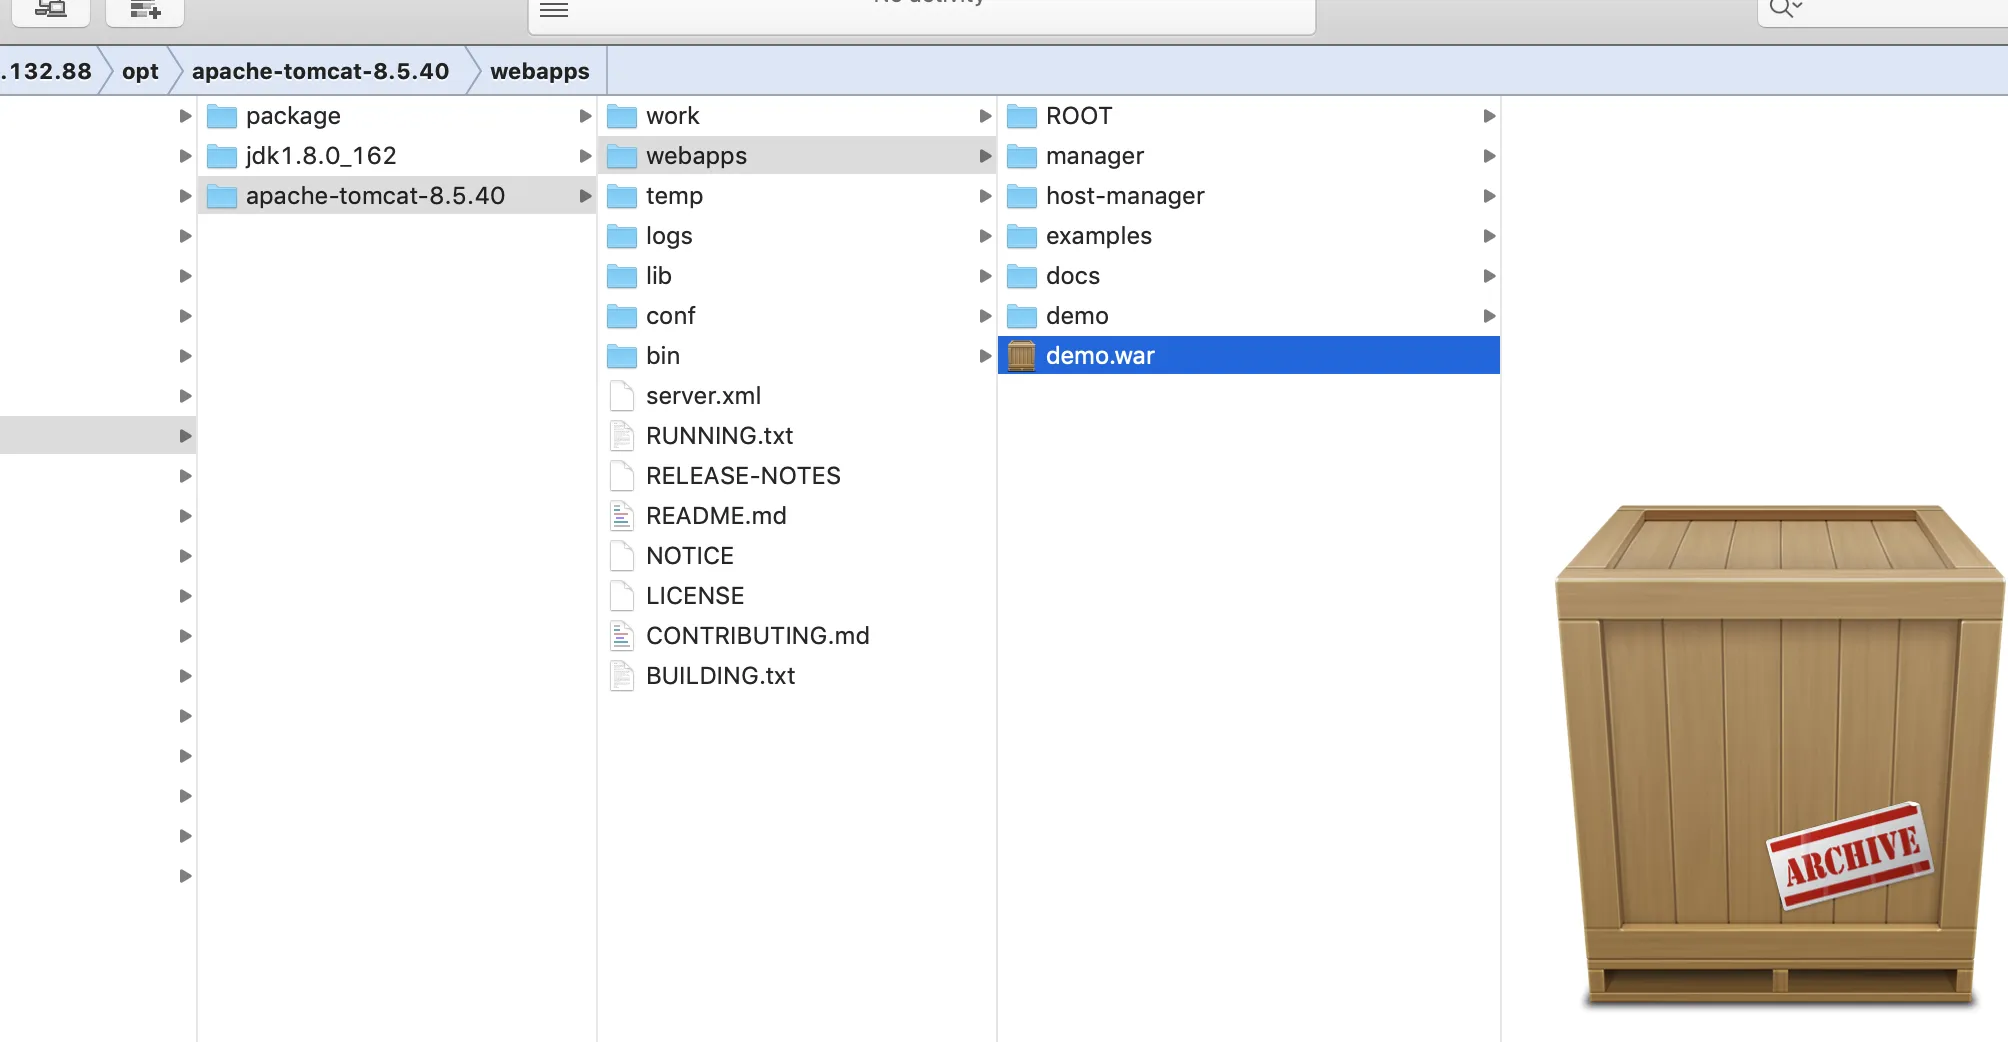 No activity
.132.88 opt apache-tomcat-8.5.40 webapps
package
jdk1.8.0_162
apache-tomcat-8.5.40
work
webapps
temp
logs
lib
conf
bin
server.xml
RUNNING.txt
RELEASE-NOTES
README.md
NOTICE
LICENSE
CONTRIBUTING.md
BUILDING.txt
ROOT
manager
host-manager
examples
docs
demo
demo.war
ARCHIVE